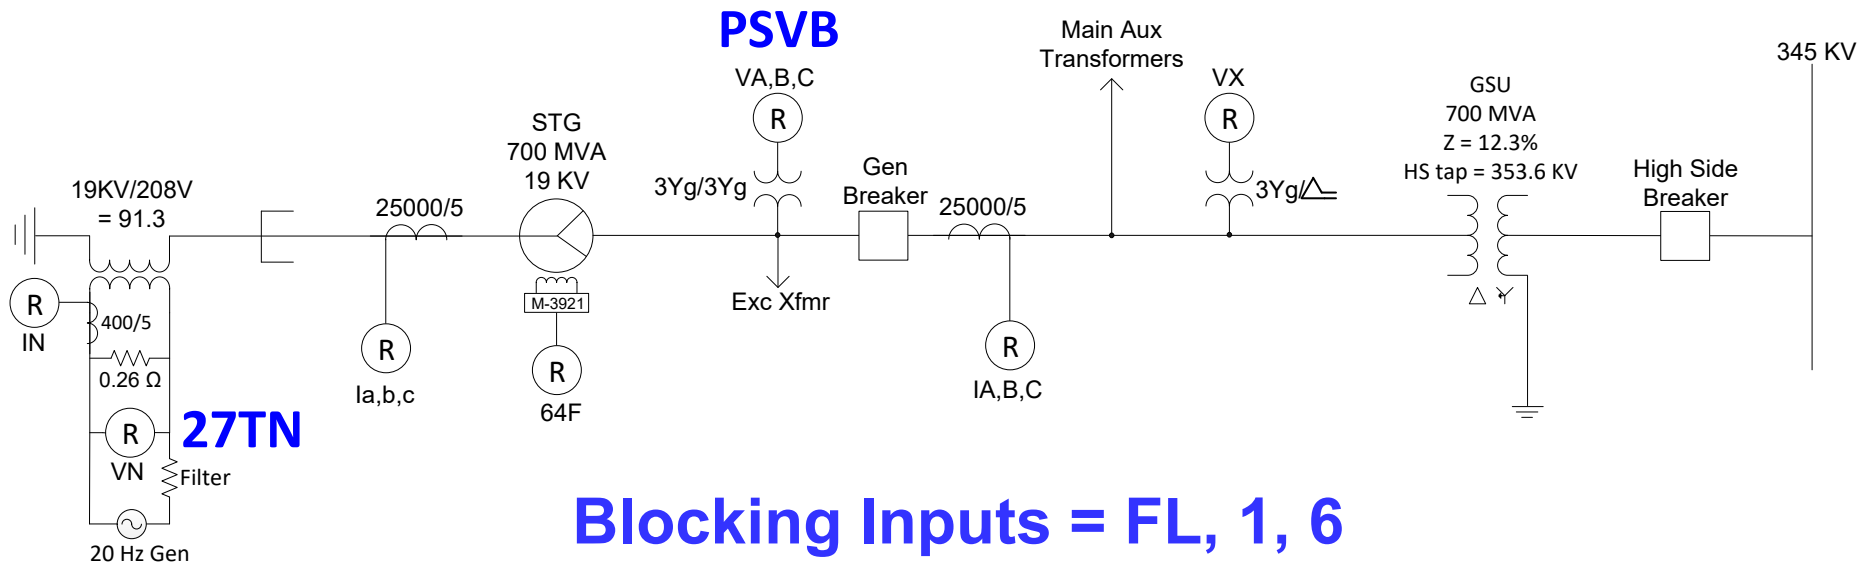 PSVB
VA,B,C
R
3Yg/3Yg
Main Aux
Transformers
VX
R
3Yg/
GSU
700 MVA
Z = 12.3%
HS tap = 353.6 KV
345 KV
High Side
Breaker
STG
700 MVA
19 KV
Gen
Breaker
25000/5
19KV/208V
= 91.3
25000/5
R
IN
400/5
0.26 Ω
R
VN
27TN
Filter
20 Hz Gen
R
Ia,b,c
M-3921
R
64F
Exc Xfmr
R
IA,B,C
Blocking Inputs = FL, 1, 6